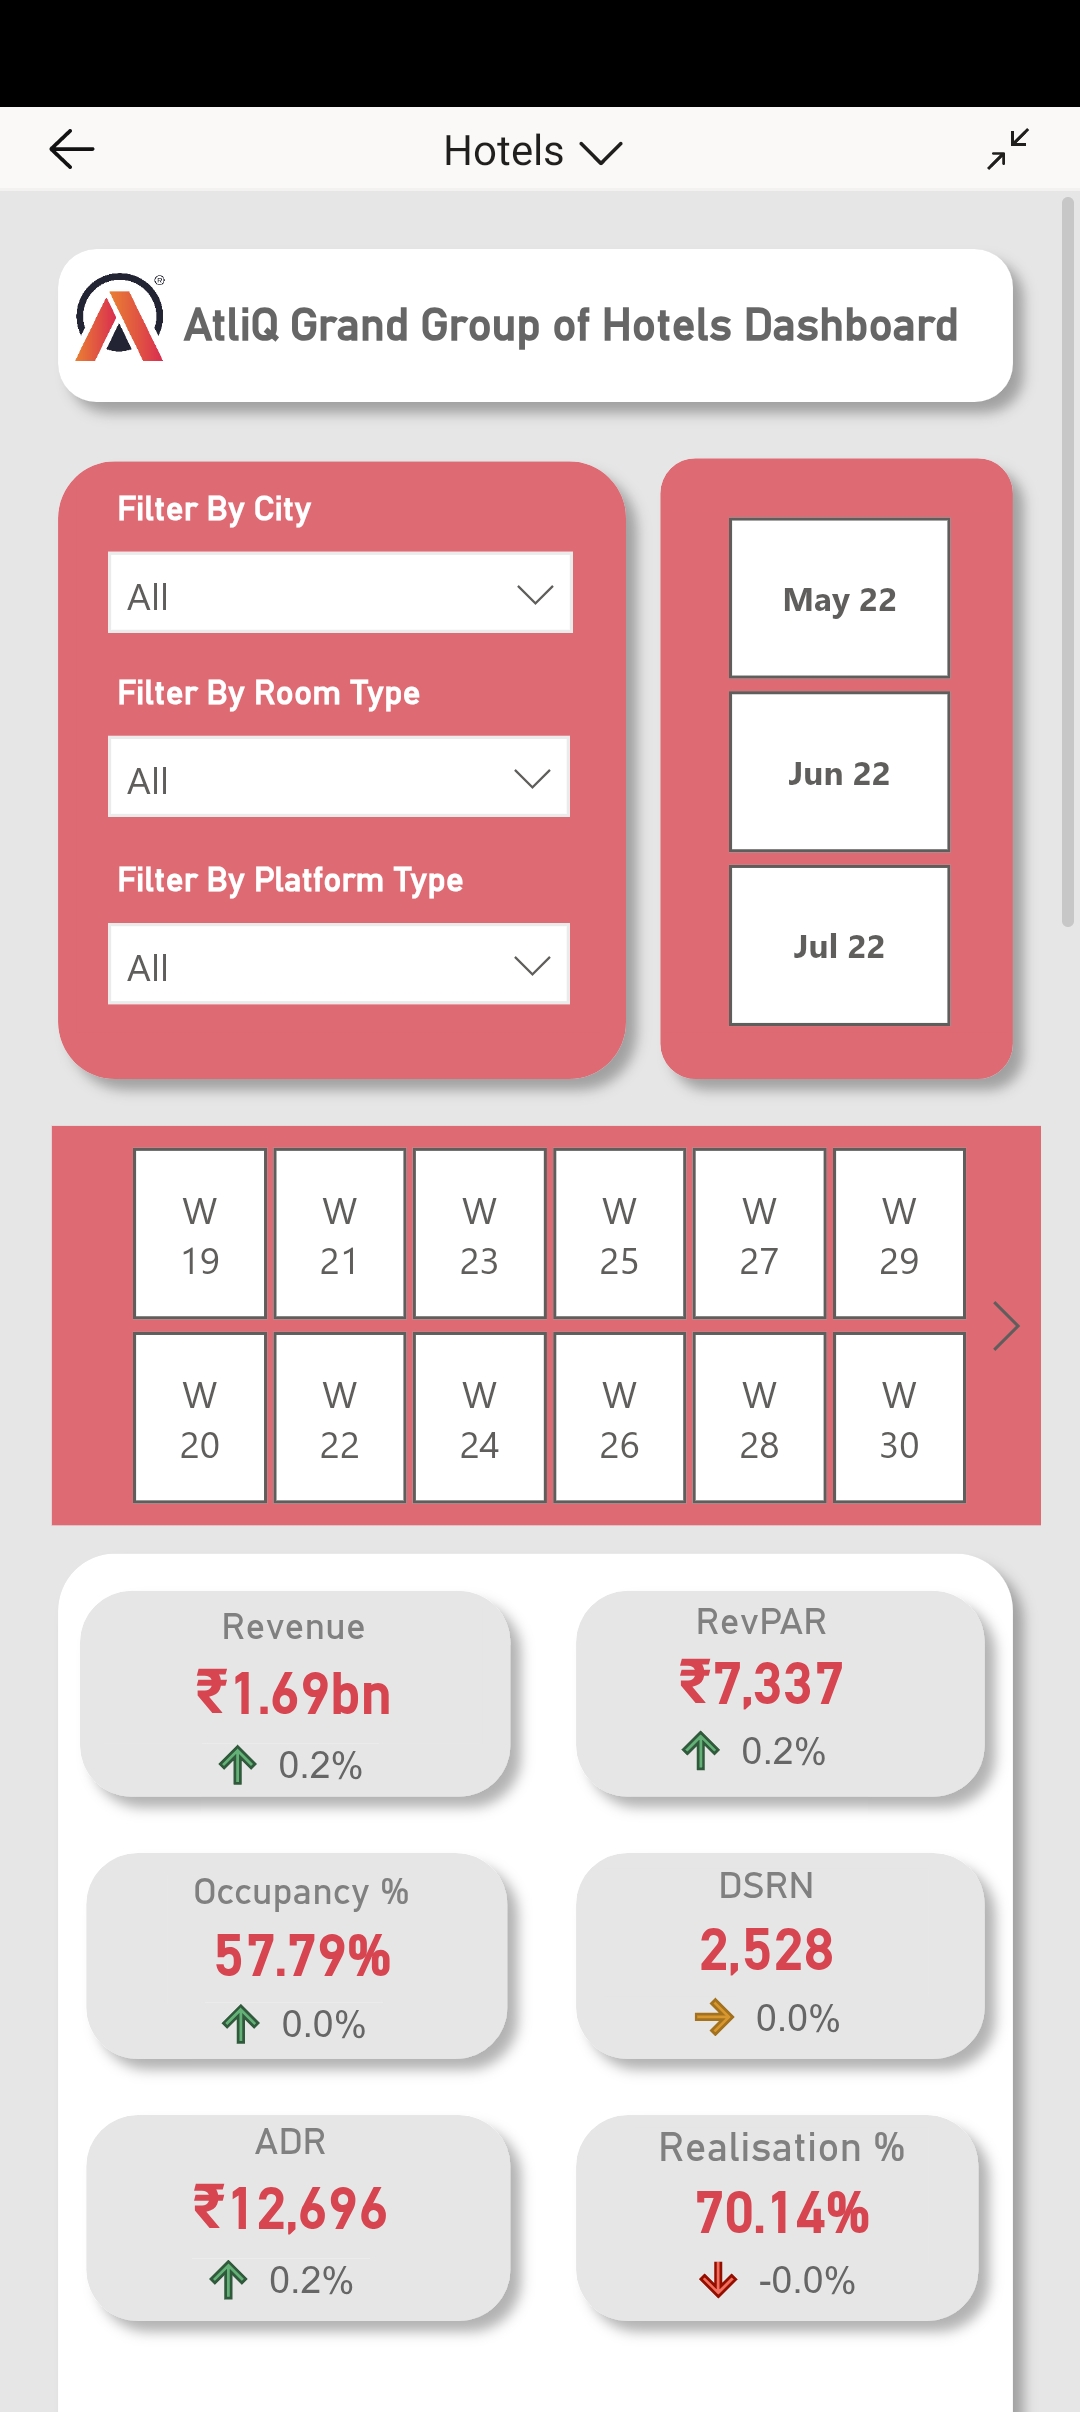 Hotels
®
AtliQ Grand Group of Hotels Dashboard
Filter By City
All
Filter By Room Type
All
Filter By Platform Type
All
May 22
Jun 22
Jul 22
W
19
W
21
W
23
W
25
W
27
W
29
W
20
W
22
W
24
W
26
W
28
W
30
Revenue
₹1.69bn
0.2%
RevPAR
₹7,337
0.2%
Occupancy %
57.79%
0.0%
DSRN
2,528
0.0%
ADR
₹12,696
0.2%
Realisation %
70.14%
-0.0%